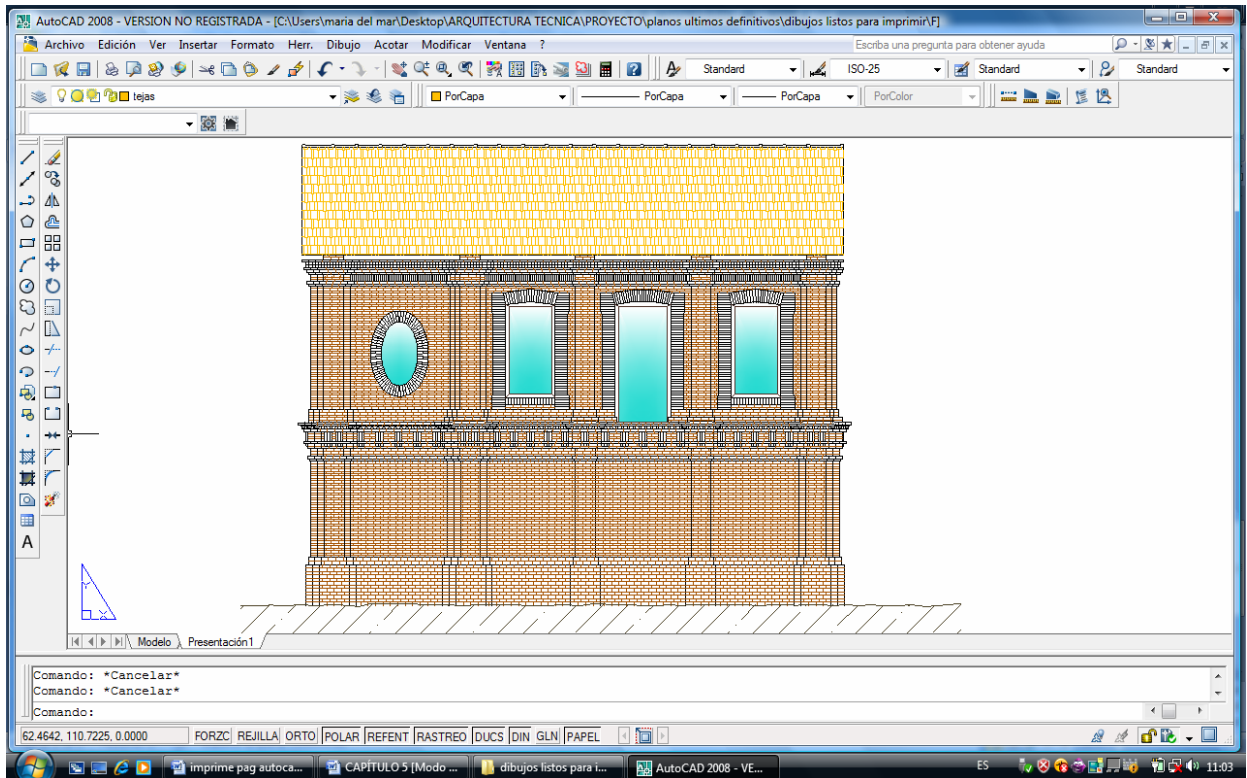 AutoCAD 2008 - VERSION NO REGISTRADA - [C:\Users\maria del mar\Desktop\ARQUITECTURA TECNICA\PROYECTO\planos ultimos definitivos\dibujos listos para imprimir\F]
Archivo Edición Ver Insertar Formato Herr. Dibujo Acotar Modificar Ventana ? Escriba una pregunta para obtener ayuda
Standard ISO-25 Standard Standard
tejas PorCapa PorCapa PorCapa PorColor
A
Y
X
Modelo Presentación1
Comando: *Cancelar*
Comando: *Cancelar*
Comando:
62.4642, 110.7225, 0.0000 FORZC REJILLA ORTO POLAR REFENT RASTREO DUCS DIN GLN PAPEL
imprime pag autoca... CAPÍTULO 5 [Modo ... dibujos listos para i... AutoCAD 2008 - VE... ES 11:03